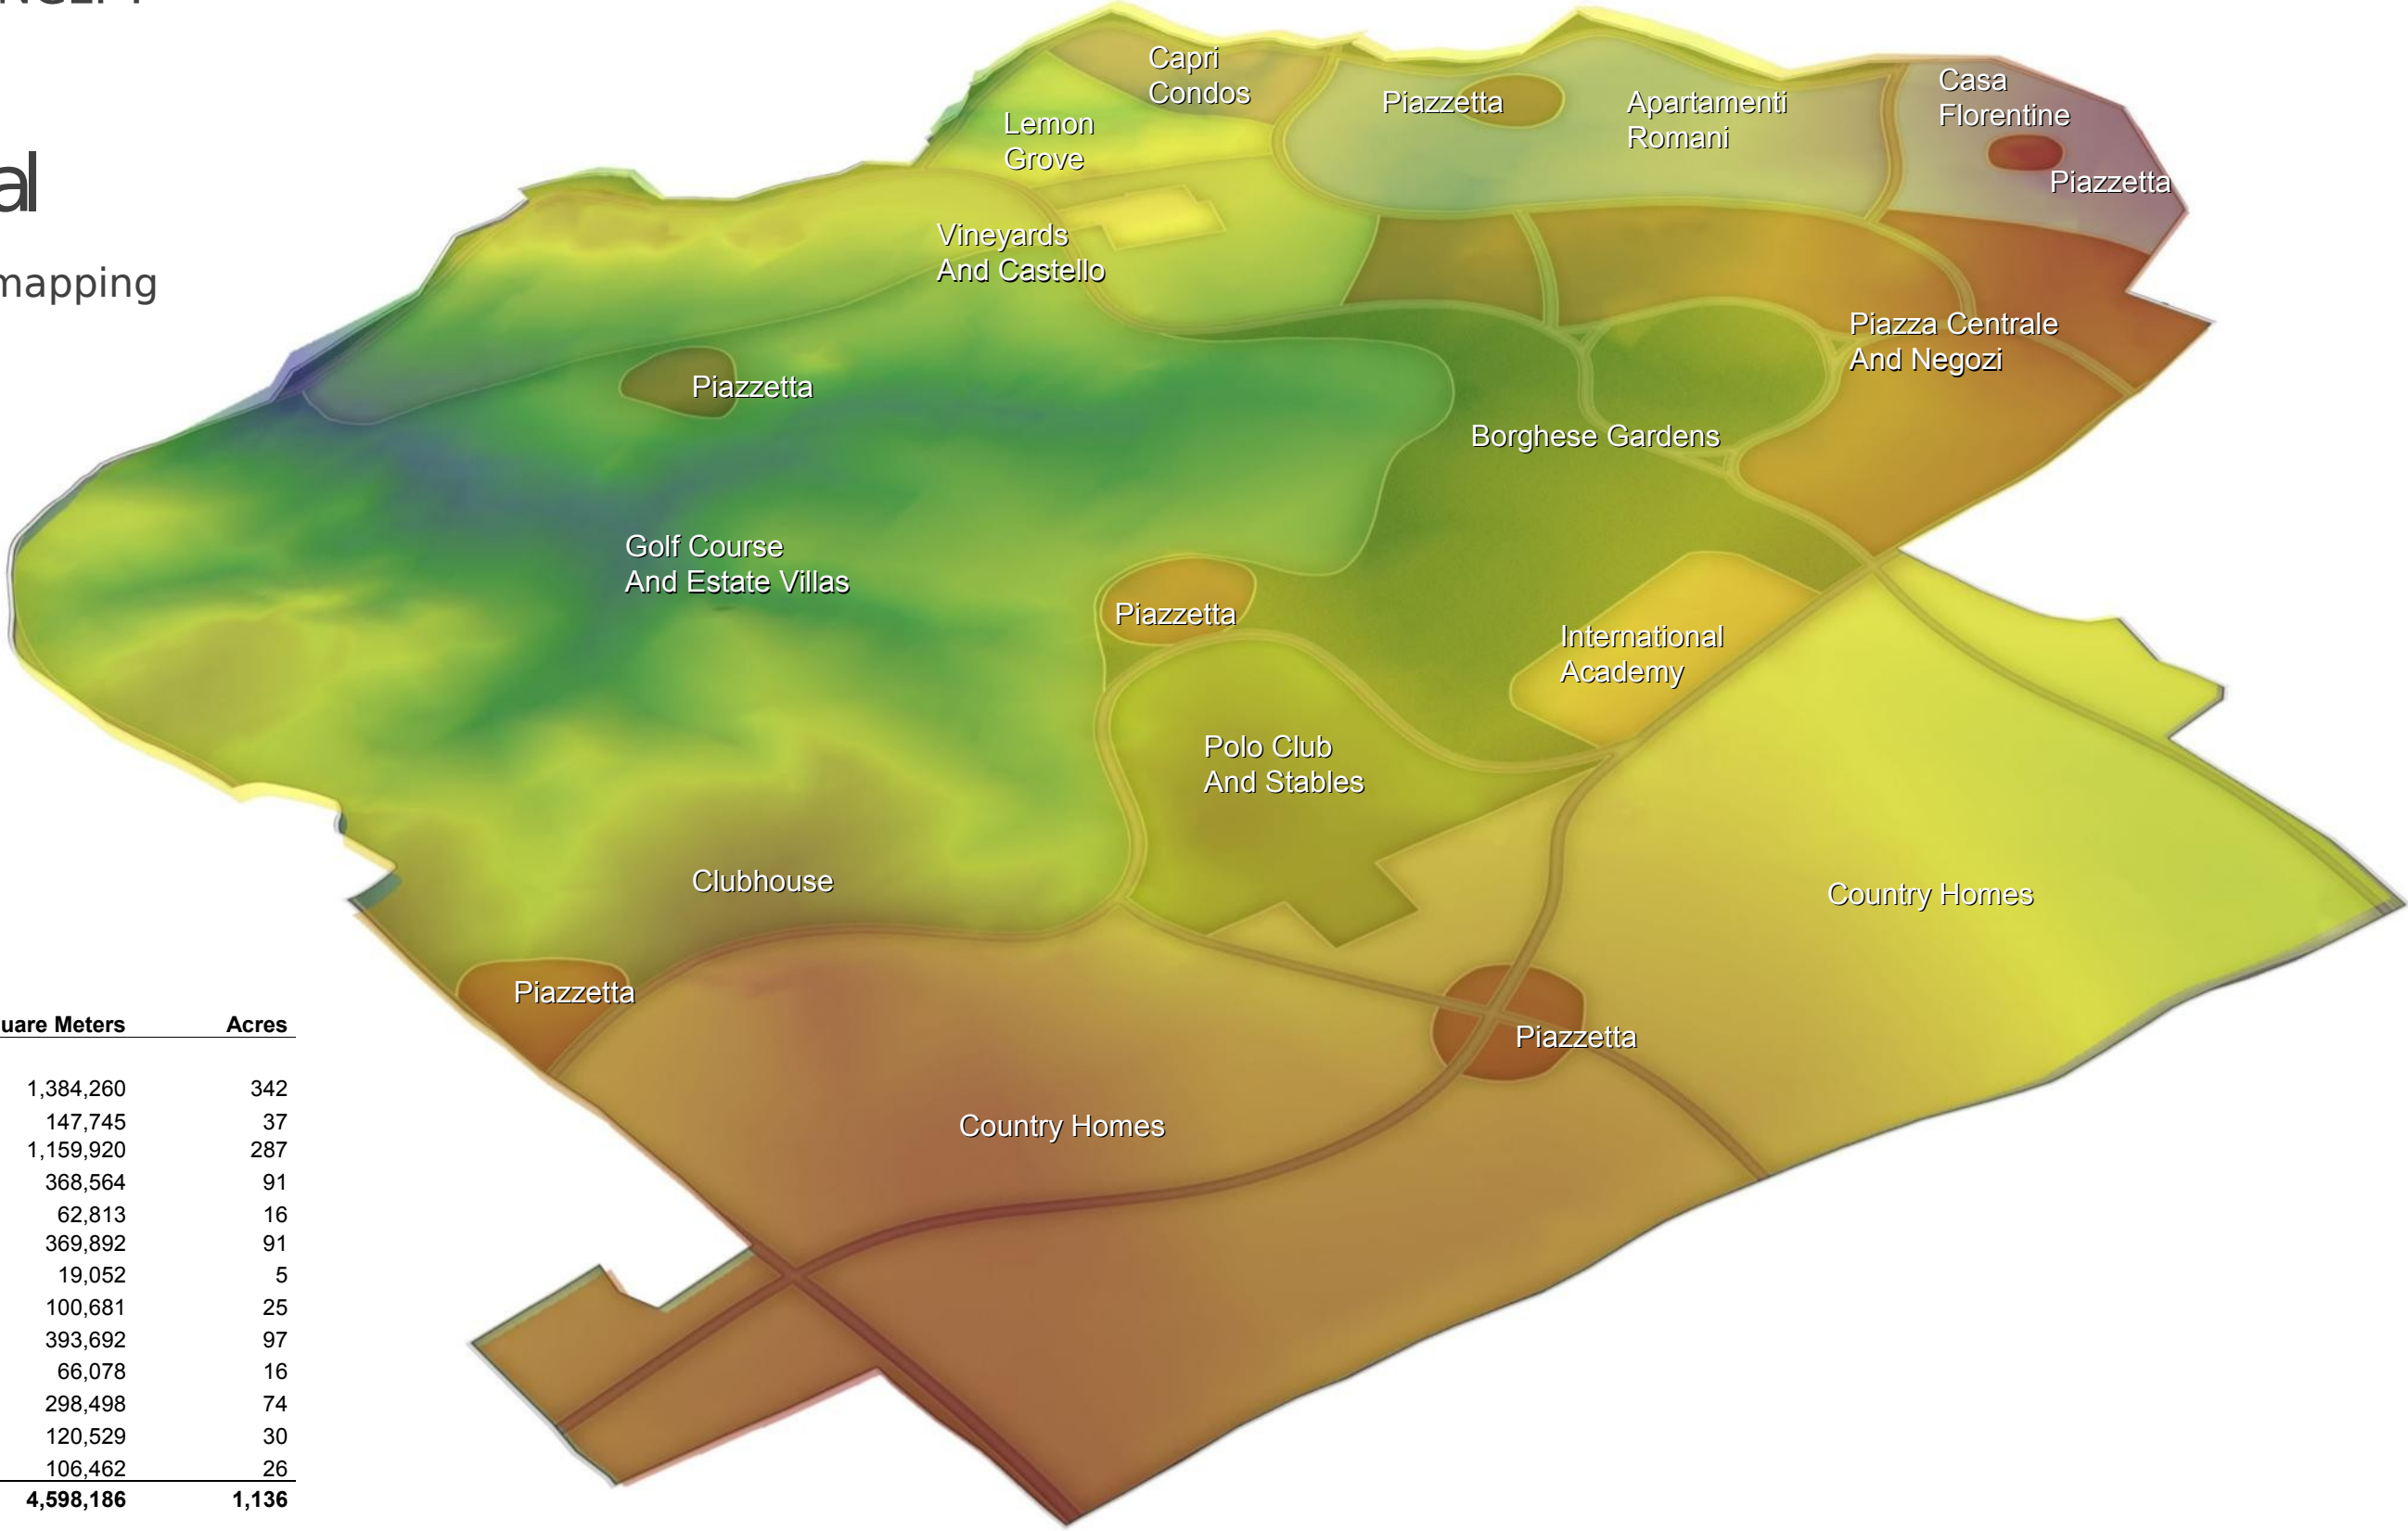 mapping
uare Meters Acres
1,384,260 342
147,745 37
1,159,920 287
368,564 91
62,813 16
369,892 91
19,052 5
100,681 25
393,692 97
66,078 16
298,498 74
120,529 30
106,462 26
4,598,186 1,136
Capri
Condos
Lemon
Grove
Piazzetta
Apartamenti
Romani
Casa
Florentine
Piazzetta
Vineyards
And Castello
Piazza Centrale
And Negozi
Piazzetta
Borghese Gardens
Golf Course
And Estate Villas
Piazzetta
International
Academy
Polo Club
And Stables
Clubhouse
Country Homes
Piazzetta
Piazzetta
Country Homes